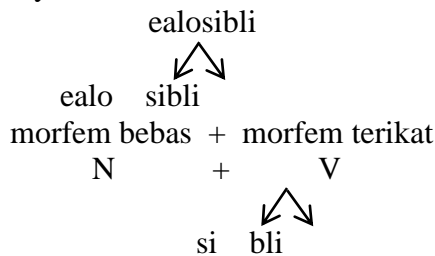 ealosibli
ealo sibli
morfem bebas + morfem terikat
N + V
si bli